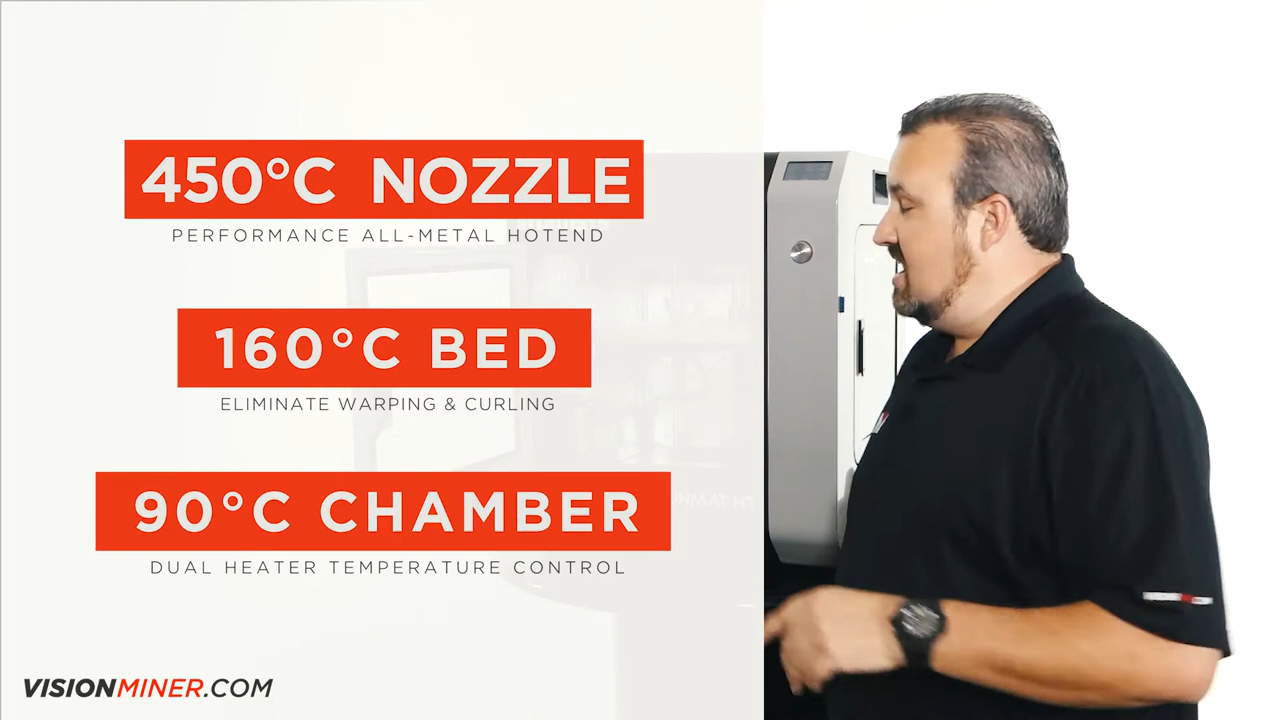 450°C NOZZLE
PERFORMANCE ALL-METAL HOTEND
160°C BED
ELIMINATE WARPING & CURLING
90°C CHAMBER
DUAL HEATER TEMPERATURE CONTROL
VISIONMINER.COM